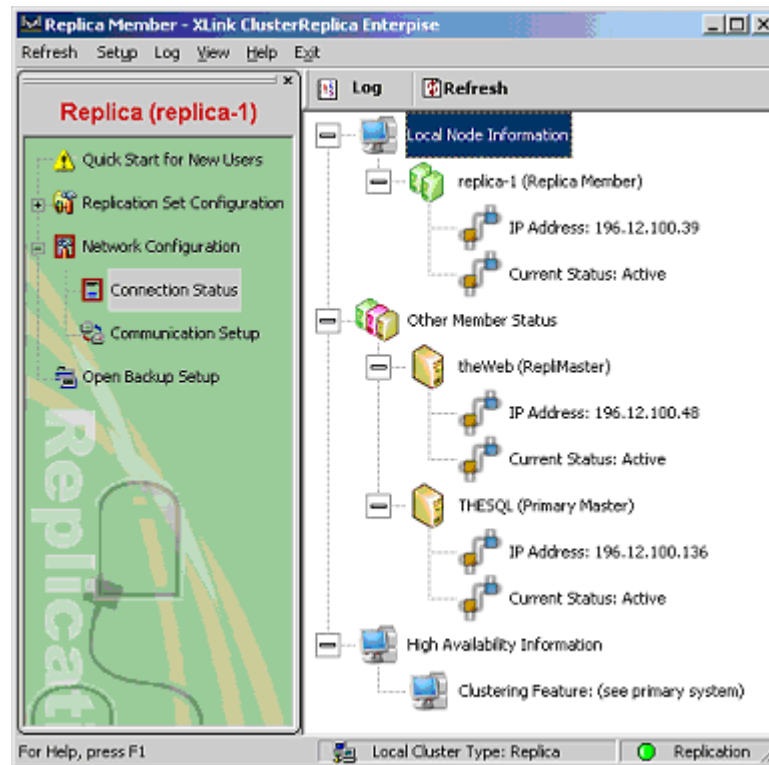 Replica Member - XLink ClusterReplica Enterpise
Refresh Setup Log View Help Exit
Replica (replica-1)
Quick Start for New Users
Replication Set Configuration
Network Configuration
Connection Status
Communication Setup
Open Backup Setup
Replicati
Log Refresh
Local Node Information
replica-1 (Replica Member)
IP Address: 196.12.100.39
Current Status: Active
Other Member Status
theWeb (RepliMaster)
IP Address: 196.12.100.48
Current Status: Active
THESQL (Primary Master)
IP Address: 196.12.100.136
Current Status: Active
High Availability Information
Clustering Feature: (see primary system)
For Help, press F1
Local Cluster Type: Replica
Replication